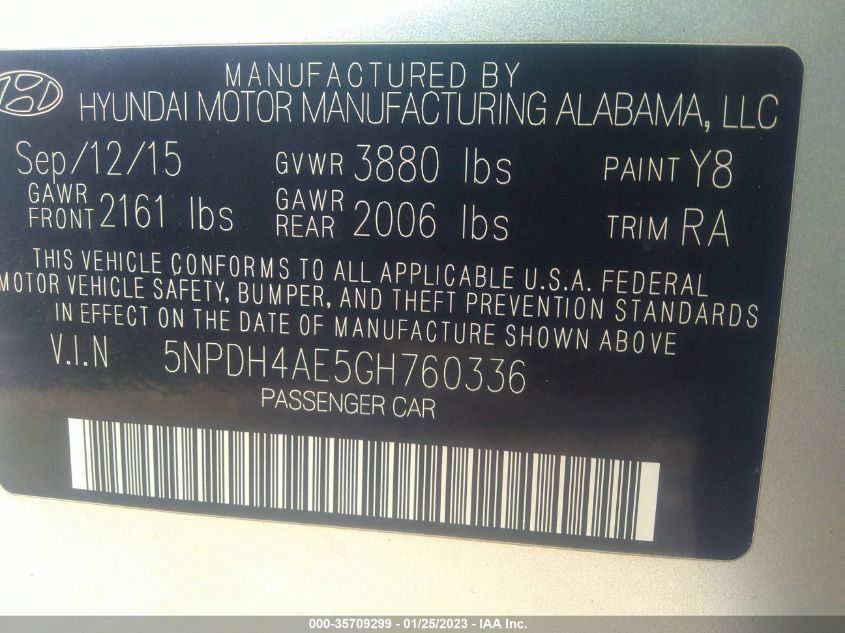 MANUFACTURED BY
HYUNDAI MOTOR MANUFACTURING ALABAMA, LLC
Sep/12/15 GVWR 3880 lbs PAINT Y8
GAWR FRONT 2161 lbs GAWR REAR 2006 lbs TRIM RA
THIS VEHICLE CONFORMS TO ALL APPLICABLE U.S.A. FEDERAL
MOTOR VEHICLE SAFETY, BUMPER, AND THEFT PREVENTION STANDARDS
IN EFFECT ON THE DATE OF MANUFACTURE SHOWN ABOVE
V.I.N 5NPDH4AE5GH760336
PASSENGER CAR
000-35709299 - 01/25/2023 - IAA Inc.